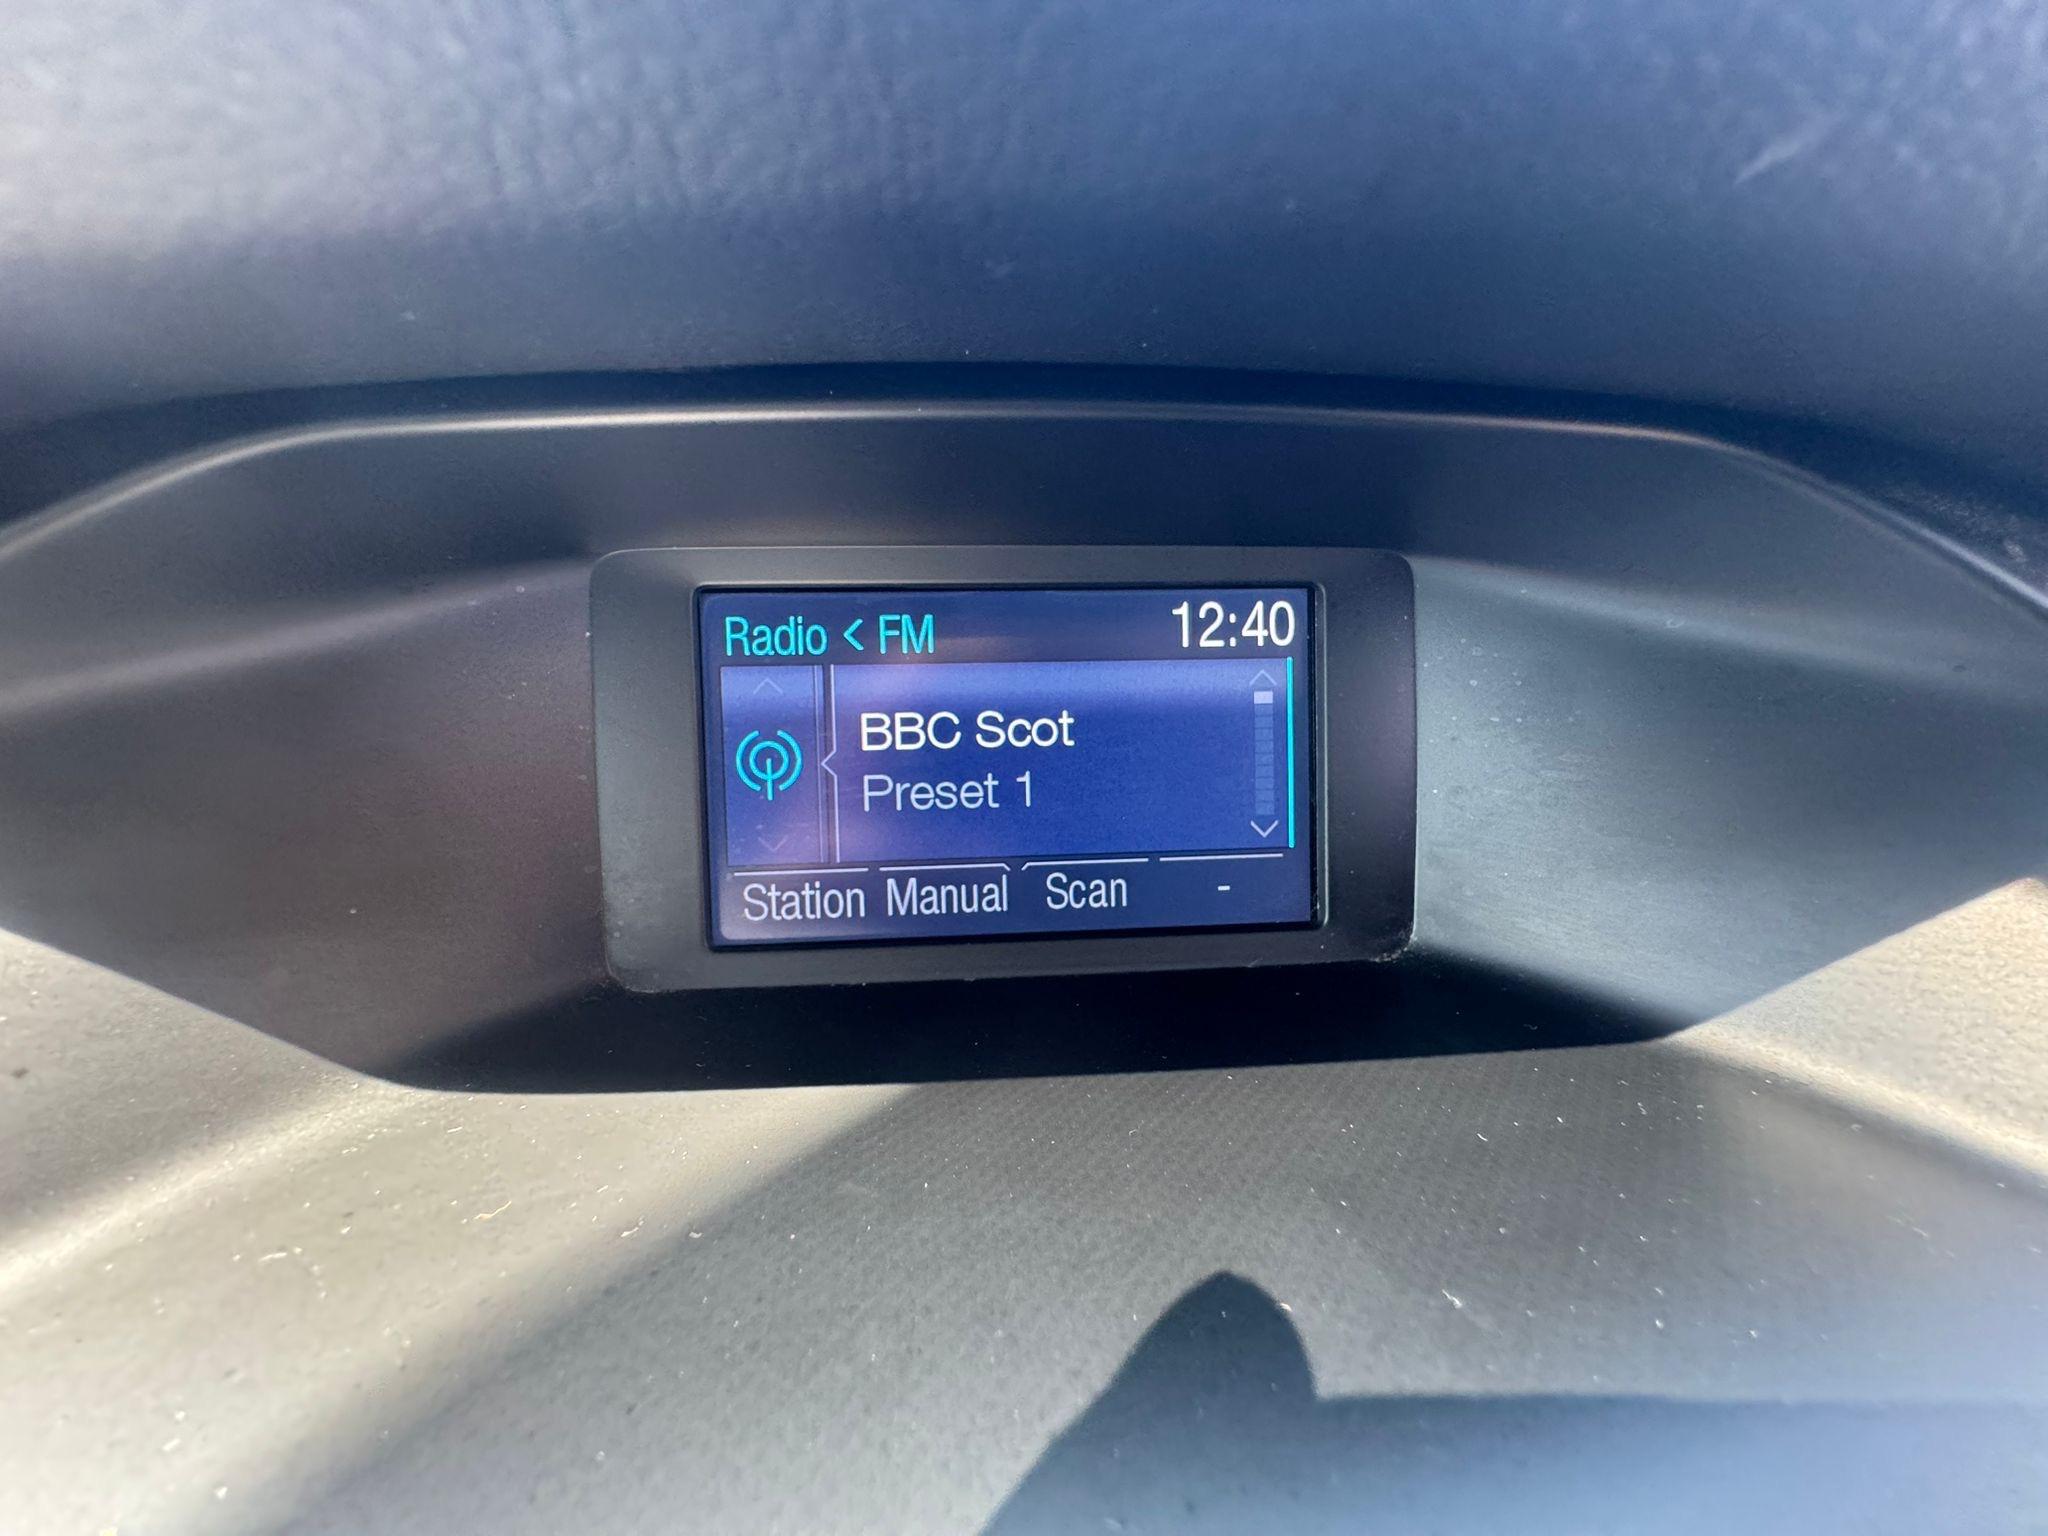 Radio < FM 12:40
BBC Scot
Preset 1
Station Manual Scan -